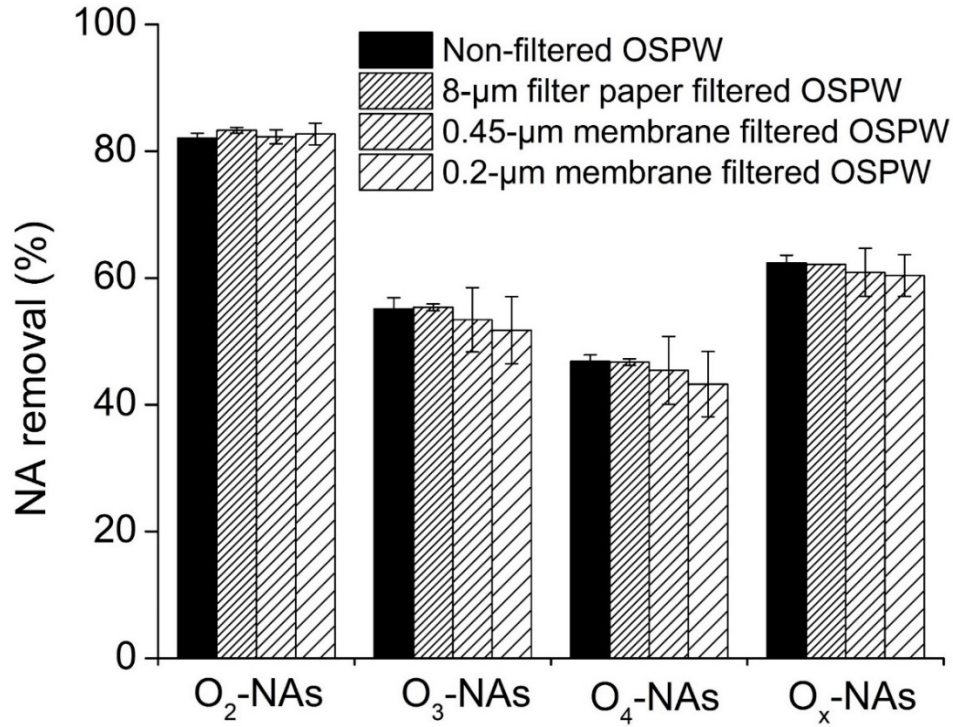 NA removal (%)
100
80
60
40
20
0
Non-filtered OSPW
8-μm filter paper filtered OSPW
0.45-μm membrane filtered OSPW
0.2-μm membrane filtered OSPW
O₂-NAs O₃-NAs O₄-NAs Oₓ-NAs